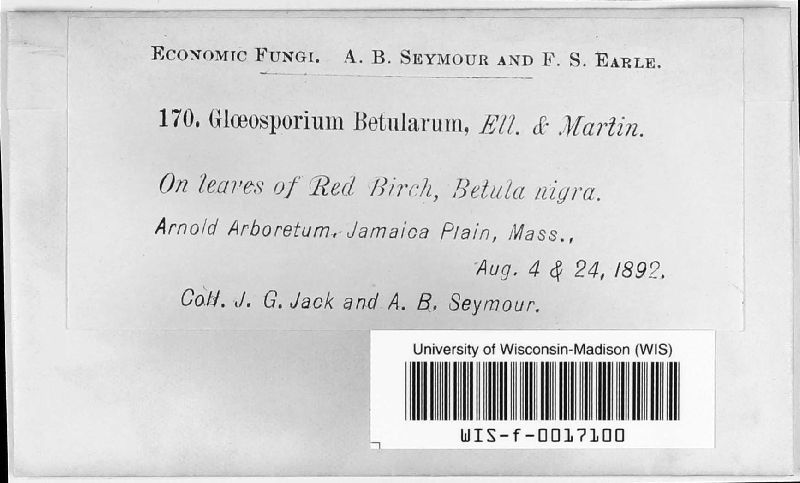 Economic Fungi. A. B. Seymour and F. S. Earle.
170. Glœosporium Betularum, Ell. & Martin.
On leaves of Red Birch, Betula nigra.
Arnold Arboretum, Jamaica Plain, Mass.,
Aug. 4 & 24, 1892.
Coll. J. G. Jack and A. B. Seymour.
University of Wisconsin-Madison (WIS)
WIS-f-0017100